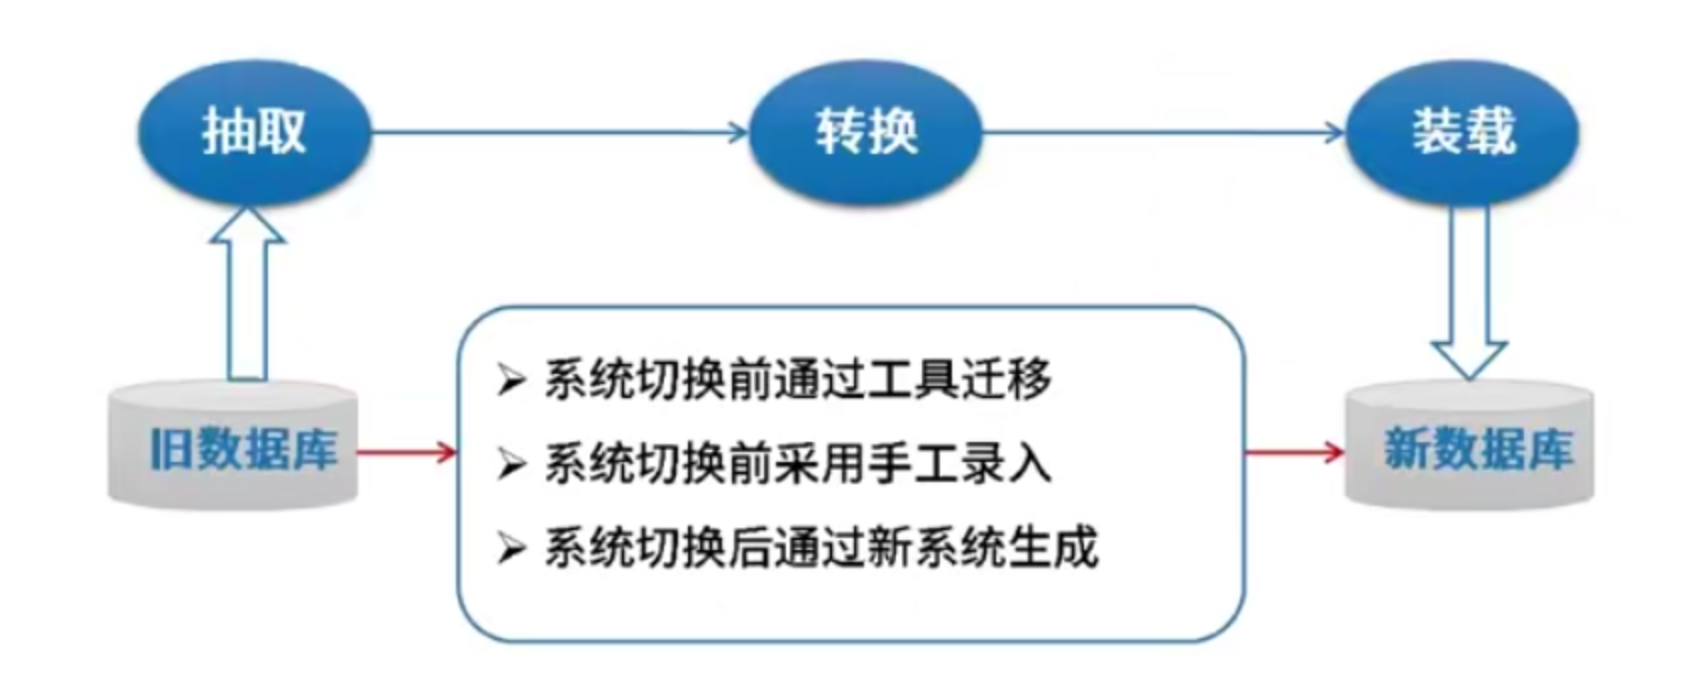 抽取
转换
装载
旧数据库
➢ 系统切换前通过工具迁移
➢ 系统切换前采用手工录入
➢ 系统切换后通过新系统生成
新数据库